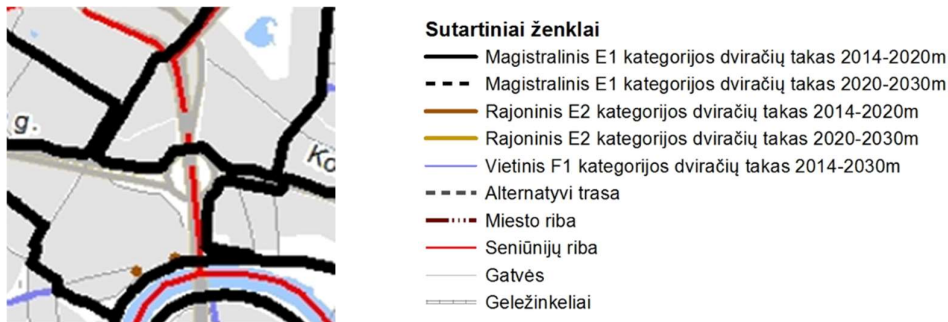 g.
Ko
Sutartiniai ženklai
Magistralinis E1 kategorijos dviračių takas 2014-2020m
Magistralinis E1 kategorijos dviračių takas 2020-2030m
Rajoninis E2 kategorijos dviračių takas 2014-2020m
Rajoninis E2 kategorijos dviračių takas 2020-2030m
Vietinis F1 kategorijos dviračių takas 2014-2030m
Alternatyvi trasa
Miesto riba
Seniūnijų riba
Gatvės
Geležinkeliai